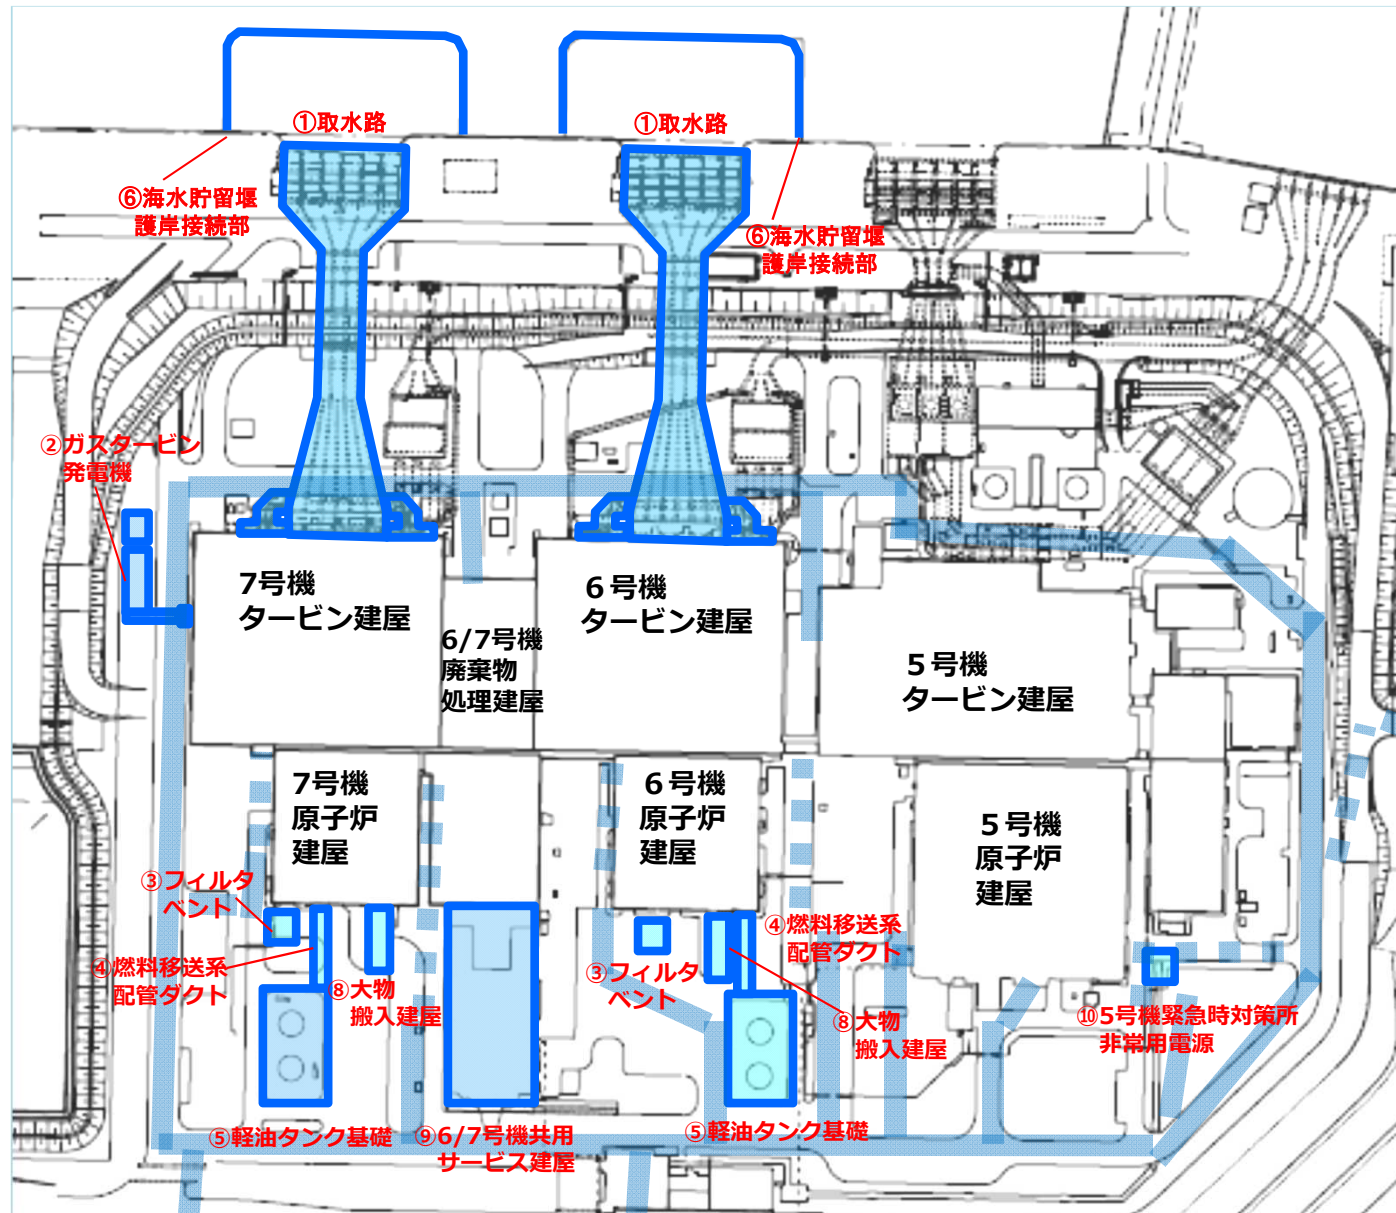 ①取水路
①取水路
⑥海水貯留堰
護岸接続部
⑥海水貯留堰
護岸接続部
②ガスタービン
発電機
7号機
タービン建屋
6/7号機
廃棄物
処理建屋
６号機
タービン建屋
５号機
タービン建屋
7号機
原子炉
建屋
６号機
原子炉
建屋
５号機
原子炉
建屋
③フィルタ
ベント
④燃料移送系
配管ダクト
⑧大物
搬入建屋
③フィルタ
ベント
④燃料移送系
配管ダクト
⑧大物
搬入建屋
⑩5号機緊急時対策所
非常用電源
⑤軽油タンク基礎
⑨6/7号機共用
サービス建屋
⑤軽油タンク基礎